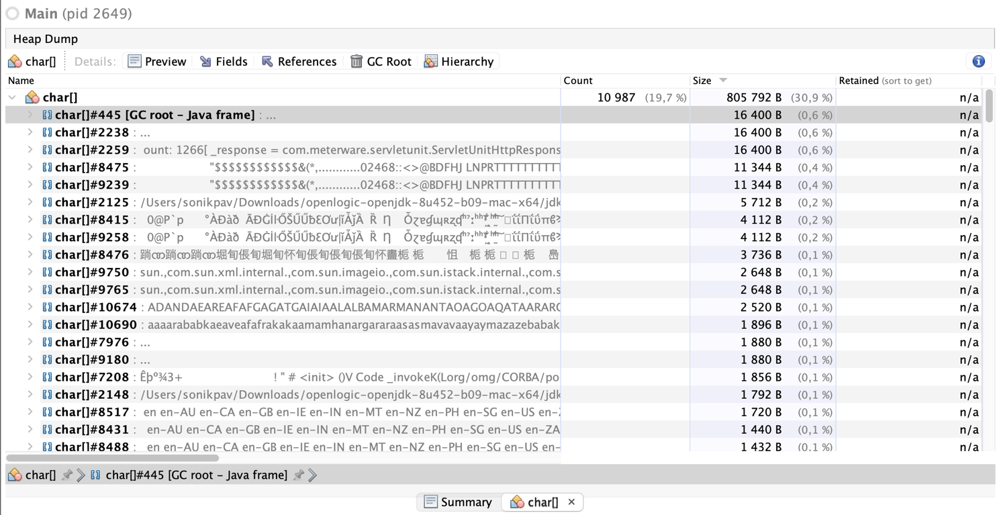 Main (pid 2649)
Heap Dump
char[] Details: Preview Fields References GC Root Hierarchy
Name Count Size Retained (sort to get)
char[] 10 987 (19,7 %) 805 792 B (30,9 %) n/a
char[]#445 [GC root – Java frame] : ... 16 400 B (0,6 %) n/a
char[]#2238 : ... 16 400 B (0,6 %) n/a
char[]#2259 : ount: 1266[ _response = com.meterware.servletunit.ServletUnitHttpRespons 16 400 B (0,6 %) n/a
char[]#8475 : "$$$$$$$$$$$$$&(*,............02468::<>@BDFHJ LNPRTTTTTTTTTT 11 344 B (0,4 %) n/a
char[]#9239 : "$$$$$$$$$$$$$&(*,............02468::<>@BDFHJ LNPRTTTTTTTTTT 11 344 B (0,4 %) n/a
char[]#2125 : /Users/sonikpav/Downloads/openlogic-openjdk-8u452-b09-mac-x64/jdk 5 712 B (0,2 %) n/a
char[]#8415 : 0@P`p 4 112 B (0,2 %) n/a
char[]#9258 : 0@P`p 4 112 B (0,2 %) n/a
char[]#8476 : 3 736 B (0,1 %) n/a
char[]#9750 : sun.,com.sun.xml.internal.,com.sun.imageio.,com.sun.istack.internal.,com.s 2 648 B (0,1 %) n/a
char[]#9765 : sun.,com.sun.xml.internal.,com.sun.imageio.,com.sun.istack.internal.,com.s 2 648 B (0,1 %) n/a
char[]#10674 : ADANDAEAREAFAFGAGATGAIAIAALALBAMARMANANTAOAGOAQATAARAR 2 520 B (0,1 %) n/a
char[]#10690 : aaaarababkaeaveafafrakakaamamhanargararaasasmavavaayaymazazebabak 1 896 B (0,1 %) n/a
char[]#7976 : ... 1 880 B (0,1 %) n/a
char[]#9180 : ... 1 880 B (0,1 %) n/a
char[]#7208 : Êþº¾3+ ! " # <init> ()V Code _invokeK(Lorg/omg/CORBA/po 1 856 B (0,1 %) n/a
char[]#2148 : /Users/sonikpav/Downloads/openlogic-openjdk-8u452-b09-mac-x64/jdk 1 792 B (0,1 %) n/a
char[]#8517 : en en-AU en-CA en-GB en-IE en-IN en-MT en-NZ en-PH en-SG en-US en- 1 720 B (0,1 %) n/a
char[]#8431 : en-AU en-CA en-GB en-IE en-IN en-MT en-NZ en-PH en-SG en-US en-ZA 1 440 B (0,1 %) n/a
char[]#8488 : en en-AU en-CA en-GB en-IE en-IN en-MT en-NZ en-PH en-SG en-US en- 1 432 B (0,1 %) n/a
char[] char[]#445 [GC root – Java frame]
Summary char[]